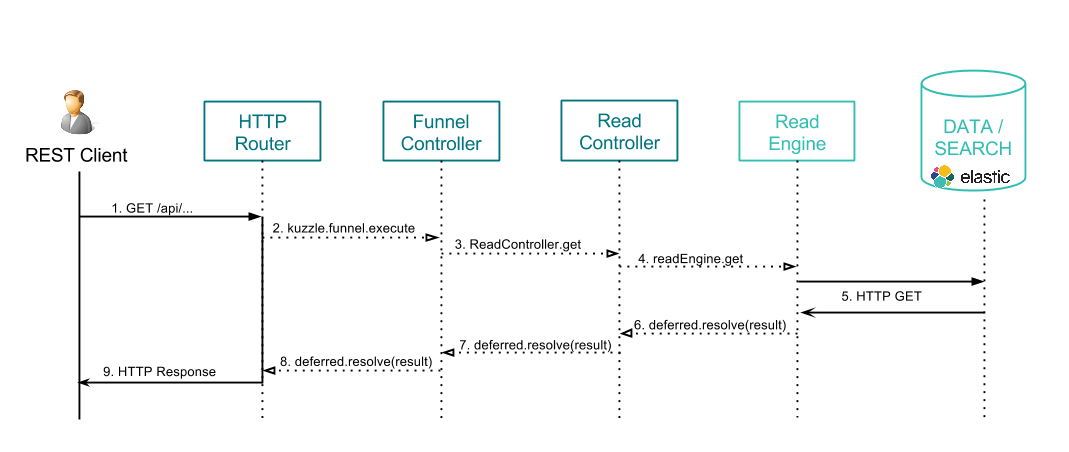 REST Client
HTTP
Router
Funnel
Controller
Read
Controller
Read
Engine
DATA /
SEARCH
elastic
1. GET /api/...
2. kuzzle.funnel.execute
3. ReadController.get
4. readEngine.get
5. HTTP GET
6. deferred.resolve(result)
7. deferred.resolve(result)
8. deferred.resolve(result)
9. HTTP Response